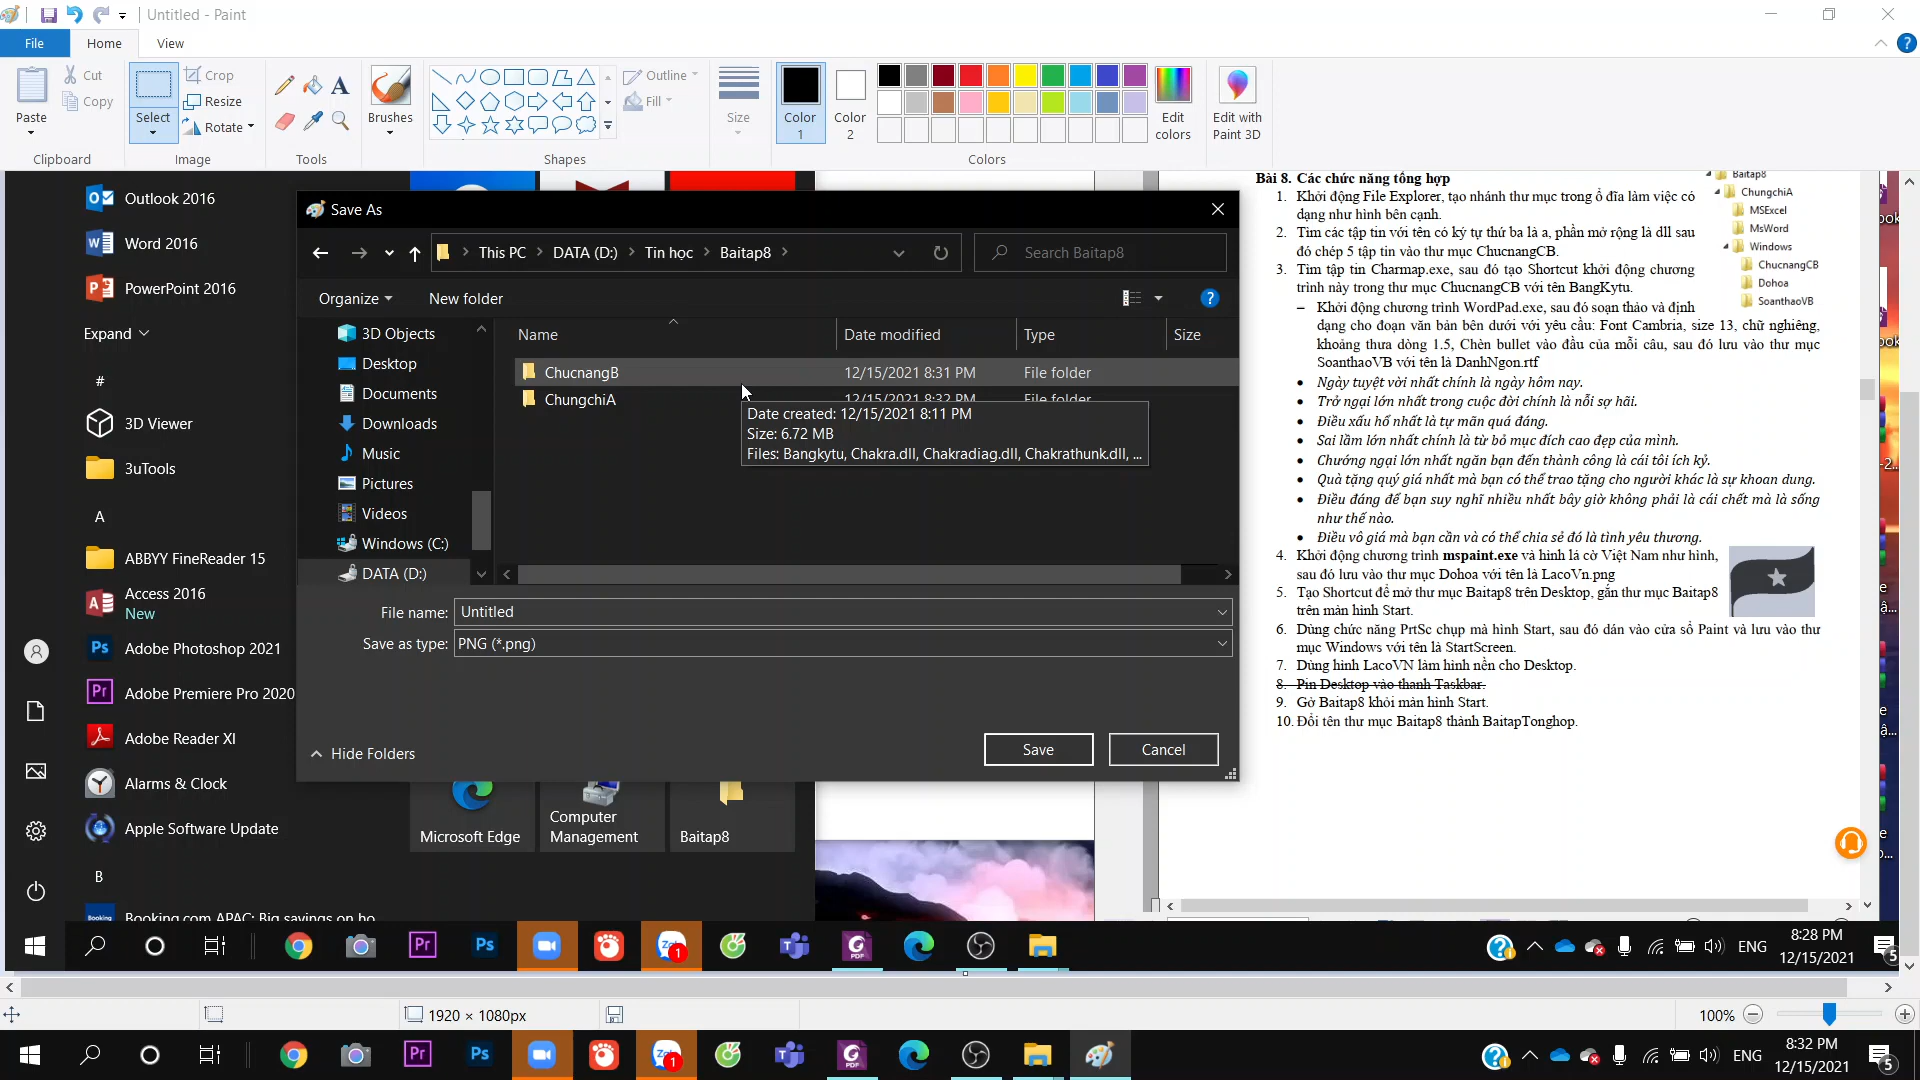 Untitled - Paint
File
Home
View
Paste
Cut
Copy
Clipboard
Select
Crop
Resize
Rotate
Image
Tools
Brushes
Shapes
Outline
Fill
Size
Color 1
Color 2
Colors
Edit colors
Edit with Paint 3D
Outlook 2016
Word 2016
PowerPoint 2016
Expand
#
3D Viewer
3uTools
A
ABBYY FineReader 15
Access 2016
New
Adobe Photoshop 2021
Adobe Premiere Pro 2020
Adobe Reader XI
Alarms & Clock
Apple Software Update
B
Booking.com APAC: Big savings on ho
Save As
This PC
DATA (D:)
Tin học
Baitap8
Search Baitap8
Organize
New folder
3D Objects
Desktop
Documents
Downloads
Music
Pictures
Videos
Windows (C:)
DATA (D:)
Name
Date modified
Type
Size
ChucnangB
12/15/2021 8:31 PM
File folder
ChungchiA
12/15/2021 8:32 PM
File folder
Date created: 12/15/2021 8:11 PM
Size: 6.72 MB
Files: Bangkytu, Chakra.dll, Chakradiag.dll, Chakrathunk.dll, ...
File name:
Untitled
Save as type:
PNG (*.png)
Hide Folders
Save
Cancel
Microsoft Edge
Computer Management
Baitap8
Bài 8. Các chức năng tổng hợp
1. Khởi động File Explorer, tạo nhánh thư mục trong ổ đĩa làm việc có
dạng như hình bên cạnh.
2. Tìm các tập tin với tên có ký tự thứ ba là a, phần mở rộng là dll sau
đó chép 5 tập tin vào thư mục ChucnangCB.
3. Tìm tập tin Charmap.exe, sau đó tạo Shortcut khởi động chương
trình này trong thư mục ChucnangCB với tên BangKytu.
– Khởi động chương trình WordPad.exe, sau đó soạn thảo và định
dạng cho đoạn văn bản bên dưới với yêu cầu: Font Cambria, size 13, chữ nghiêng,
khoảng thưa dòng 1.5, Chèn bullet vào đầu của mỗi câu, sau đó lưu vào thư mục
SoanthaoVB với tên là DanhNgon.rtf
• Ngày tuyệt vời nhất chính là ngày hôm nay.
• Trở ngại lớn nhất trong cuộc đời chính là nỗi sợ hãi.
• Điều xấu hổ nhất là tự mãn quá đáng.
• Sai lầm lớn nhất chính là từ bỏ mục đích cao đẹp của mình.
• Chướng ngại lớn nhất ngăn bạn đến thành công là cái tôi ích kỷ.
• Quà tặng quý giá nhất mà bạn có thể trao tặng cho người khác là sự khoan dung.
• Điều đáng để bạn suy nghĩ nhiều nhất bây giờ không phải là cái chết mà là sống
như thế nào.
• Điều vô giá mà bạn cần và có thể chia sẻ đó là tình yêu thương.
4. Khởi động chương trình mspaint.exe và hình lá cờ Việt Nam như hình,
sau đó lưu vào thư mục Dohoa với tên là LacoVn.png
5. Tạo Shortcut để mở thư mục Baitap8 trên Desktop, gắn thư mục Baitap8
trên màn hình Start.
6. Dùng chức năng PrtSc chụp mà hình Start, sau đó dán vào cửa sổ Paint và lưu vào thư
mục Windows với tên là StartScreen.
7. Dùng hình LacoVN làm hình nền cho Desktop.
8. Pin Desktop vào thanh Taskbar.
9. Gở Baitap8 khỏi màn hình Start.
10. Đổi tên thư mục Baitap8 thành BaitapTonghop.
Baitap8
ChungchiA
MSExcel
MsWord
Windows
ChucnangCB
Dohoa
SoanthaoVB
ENG
8:28 PM
12/15/2021
5
1920 × 1080px
100%
ENG
8:32 PM
12/15/2021
5